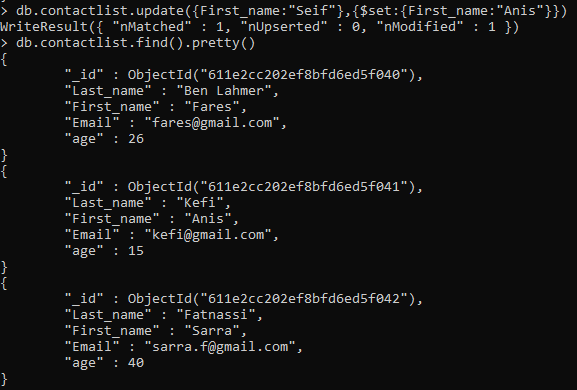 > db.contactlist.update({First_name:"Seif"},{$set:{First_name:"Anis"}})
WriteResult({ "nMatched" : 1, "nUpserted" : 0, "nModified" : 1 })
> db.contactlist.find().pretty()
{
        "_id" : ObjectId("611e2cc202ef8bfd6ed5f040"),
        "Last_name" : "Ben Lahmer",
        "First_name" : "Fares",
        "Email" : "fares@gmail.com",
        "age" : 26
}
{
        "_id" : ObjectId("611e2cc202ef8bfd6ed5f041"),
        "Last_name" : "Kefi",
        "First_name" : "Anis",
        "Email" : "kefi@gmail.com",
        "age" : 15
}
{
        "_id" : ObjectId("611e2cc202ef8bfd6ed5f042"),
        "Last_name" : "Fatnassi",
        "First_name" : "Sarra",
        "Email" : "sarra.f@gmail.com",
        "age" : 40
}